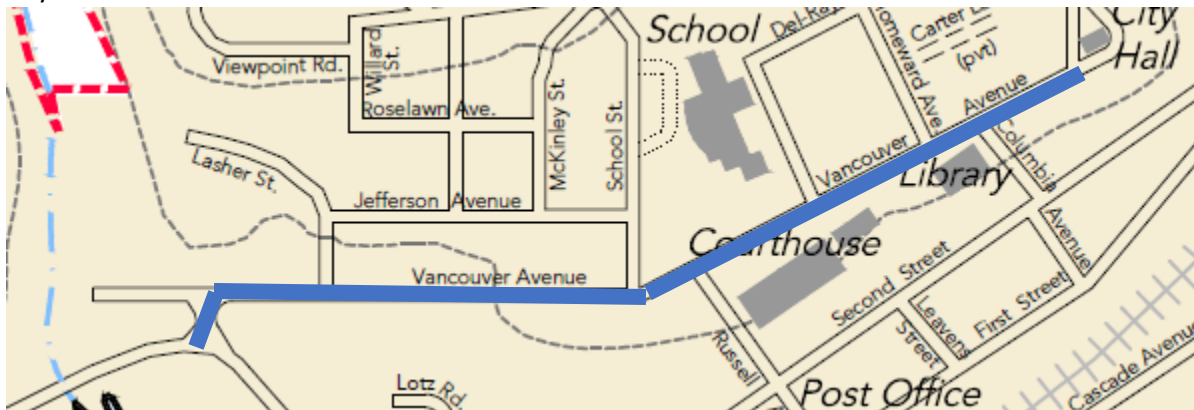 School
Del-Ray
City
Hall
Carter
(pvt)
Homeward Ave.
Avenue
Columbia
Viewpoint Rd.
Willard
St.
Roselawn Ave.
McKinley St.
School St.
Lasher St.
Jefferson Avenue
Vancouver
Library
Courthouse
Vancouver Avenue
Second Street
Avenue
First Street
Leavens
Street
Russell
Cascade Avenue
Lotz Rd.
Post Office